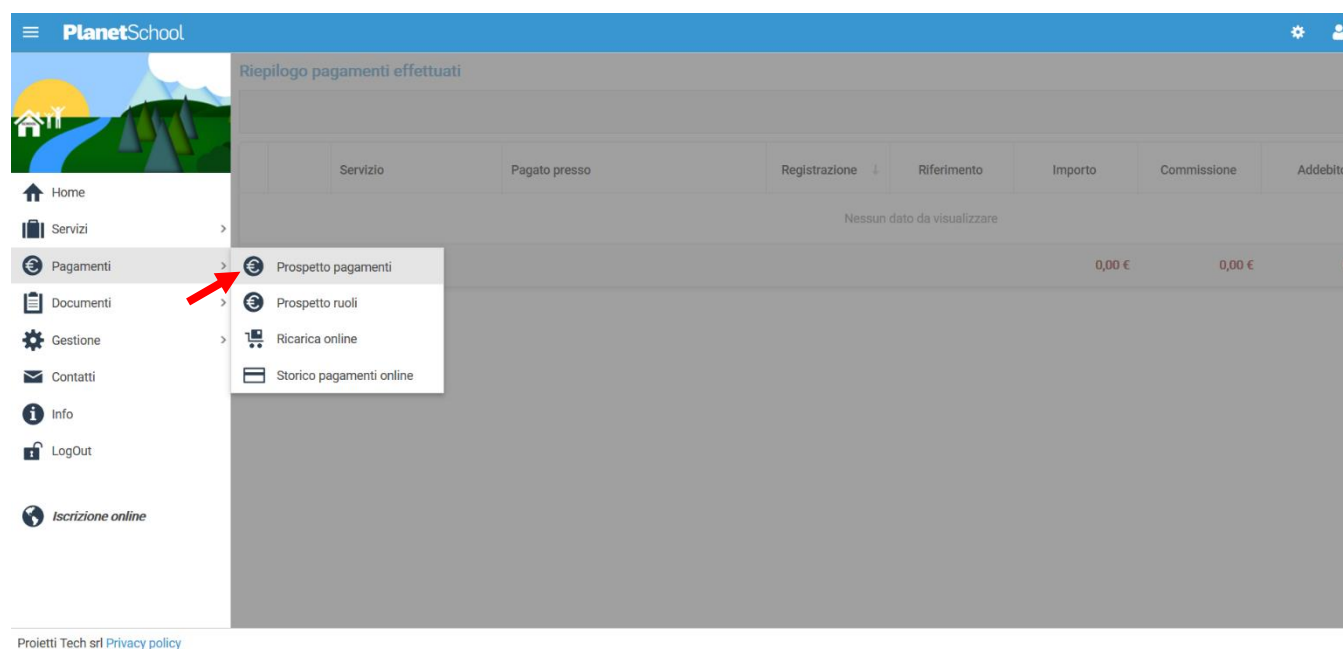 PlanetSchool
Riepilogo pagamenti effettuati
Servizio Pagato presso Registrazione Riferimento Importo Commissione Addebito
Nessun dato da visualizzare
0,00 € 0,00 €
Home
Servizi
Pagamenti
Documenti
Gestione
Contatti
Info
LogOut
Iscrizione online
Prospetto pagamenti
Prospetto ruoli
Ricarica online
Storico pagamenti online
Proietti Tech srl Privacy policy